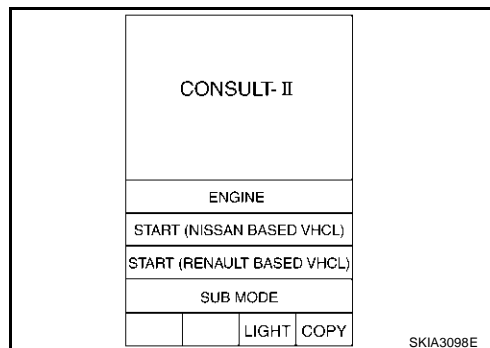 CONSULT-II
ENGINE
START (NISSAN BASED VHCL)
START (RENAULT BASED VHCL)
SUB MODE
LIGHT COPY
SKIA3098E